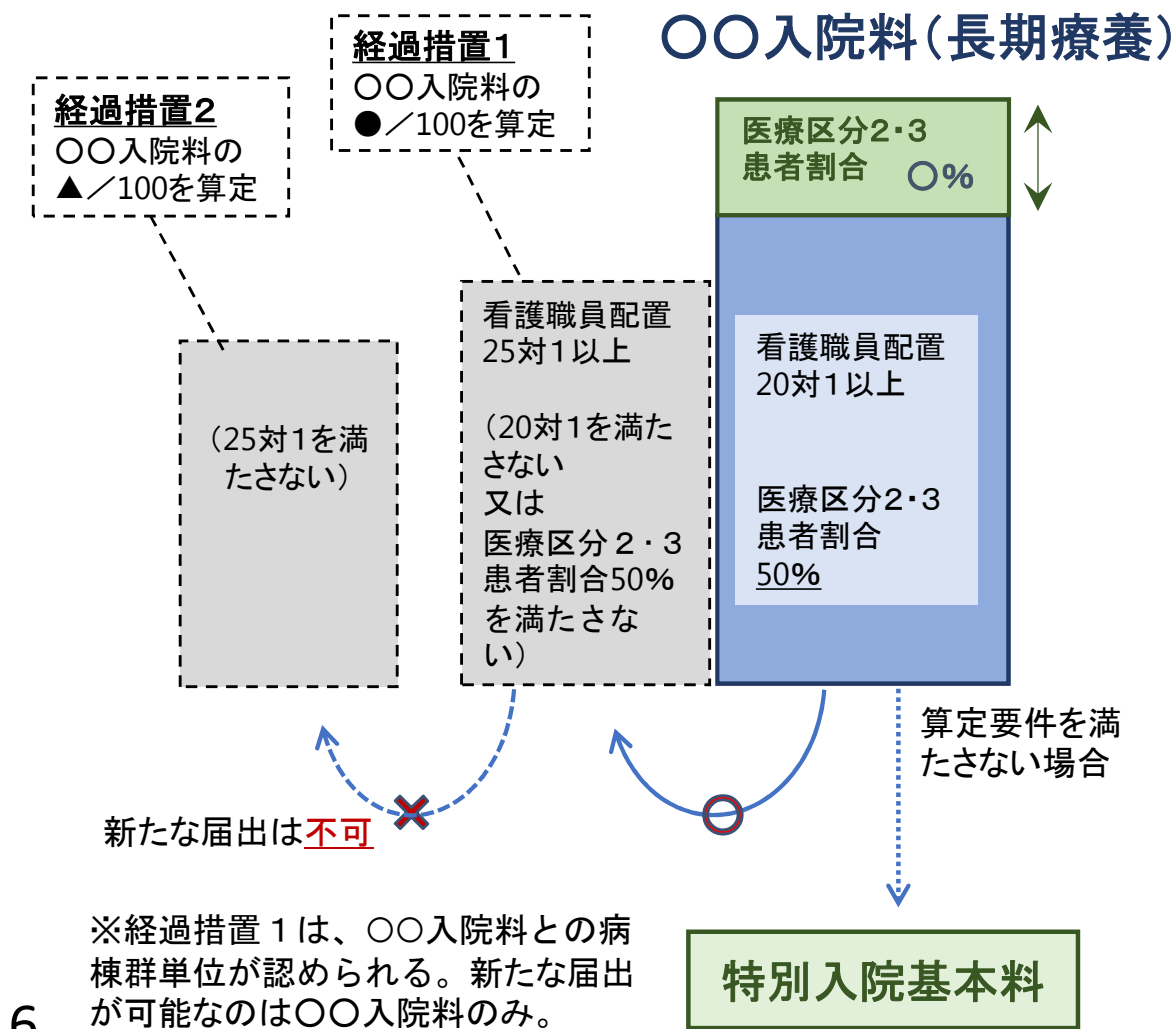 〇〇入院料（長期療養）
経過措置1
〇〇入院料の
●／100を算定
経過措置2
〇〇入院料の
▲／100を算定
医療区分2・3
患者割合 〇%
（25対1を満
たさない）
看護職員配置
25対１以上
（20対１を満た
さない
又は
医療区分２・３
患者割合50%
を満たさな
い）
看護職員配置
20対１以上
医療区分2・3
患者割合
50%
算定要件を満
たさない場合
新たな届出は不可
※経過措置１は、〇〇入院料との病
棟群単位が認められる。新たな届出
が可能なのは〇〇入院料のみ。
特別入院基本料
6